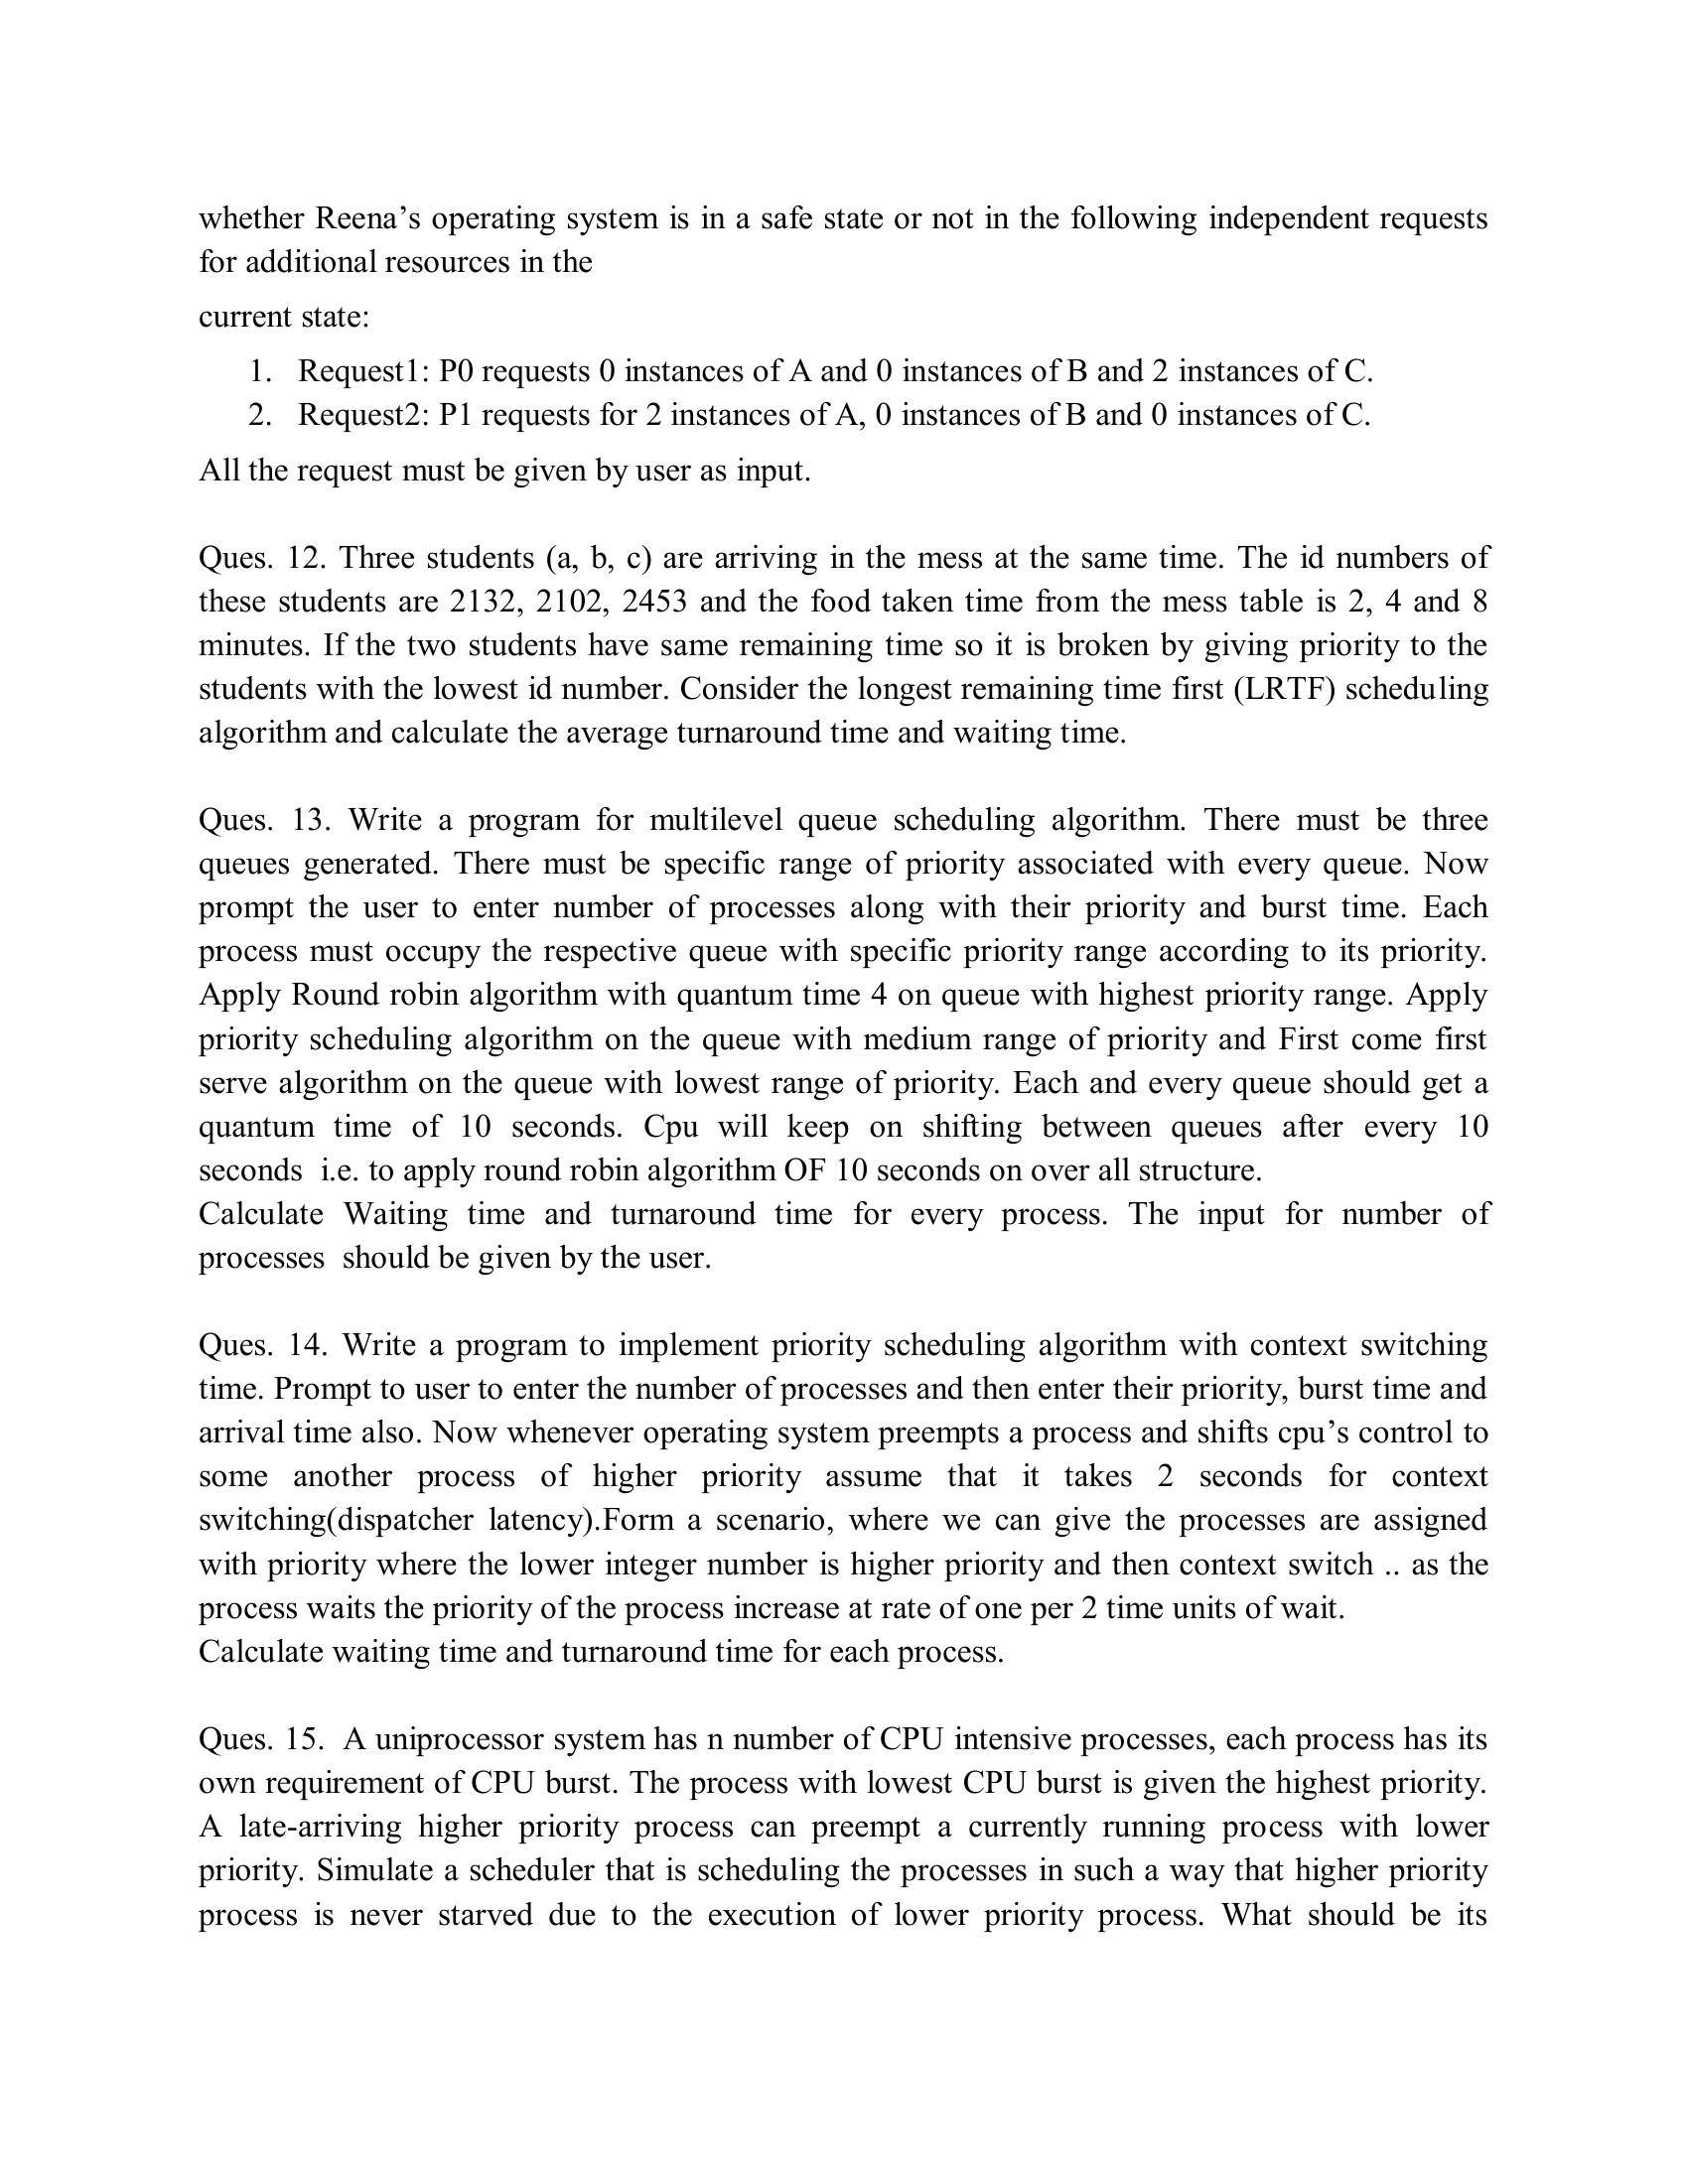 whether Reena’s operating system is in a safe state or not in the following independent requests
for additional resources in the
current state:
1. Request1: P0 requests 0 instances of A and 0 instances of B and 2 instances of C.
2. Request2: P1 requests for 2 instances of A, 0 instances of B and 0 instances of C.
All the request must be given by user as input.
Ques. 12. Three students (a, b, c) are arriving in the mess at the same time. The id numbers of
these students are 2132, 2102, 2453 and the food taken time from the mess table is 2, 4 and 8
minutes. If the two students have same remaining time so it is broken by giving priority to the
students with the lowest id number. Consider the longest remaining time first (LRTF) scheduling
algorithm and calculate the average turnaround time and waiting time.
Ques. 13. Write a program for multilevel queue scheduling algorithm. There must be three
queues generated. There must be specific range of priority associated with every queue. Now
prompt the user to enter number of processes along with their priority and burst time. Each
process must occupy the respective queue with specific priority range according to its priority.
Apply Round robin algorithm with quantum time 4 on queue with highest priority range. Apply
priority scheduling algorithm on the queue with medium range of priority and First come first
serve algorithm on the queue with lowest range of priority. Each and every queue should get a
quantum time of 10 seconds. Cpu will keep on shifting between queues after every 10
seconds  i.e. to apply round robin algorithm OF 10 seconds on over all structure.
Calculate Waiting time and turnaround time for every process. The input for number of
processes  should be given by the user.
Ques. 14. Write a program to implement priority scheduling algorithm with context switching
time. Prompt to user to enter the number of processes and then enter their priority, burst time and
arrival time also. Now whenever operating system preempts a process and shifts cpu’s control to
some another process of higher priority assume that it takes 2 seconds for context
switching(dispatcher latency).Form a scenario, where we can give the processes are assigned
with priority where the lower integer number is higher priority and then context switch .. as the
process waits the priority of the process increase at rate of one per 2 time units of wait.
Calculate waiting time and turnaround time for each process.
Ques. 15.  A uniprocessor system has n number of CPU intensive processes, each process has its
own requirement of CPU burst. The process with lowest CPU burst is given the highest priority.
A late-arriving higher priority process can preempt a currently running process with lower
priority. Simulate a scheduler that is scheduling the processes in such a way that higher priority
process is never starved due to the execution of lower priority process. What should be its